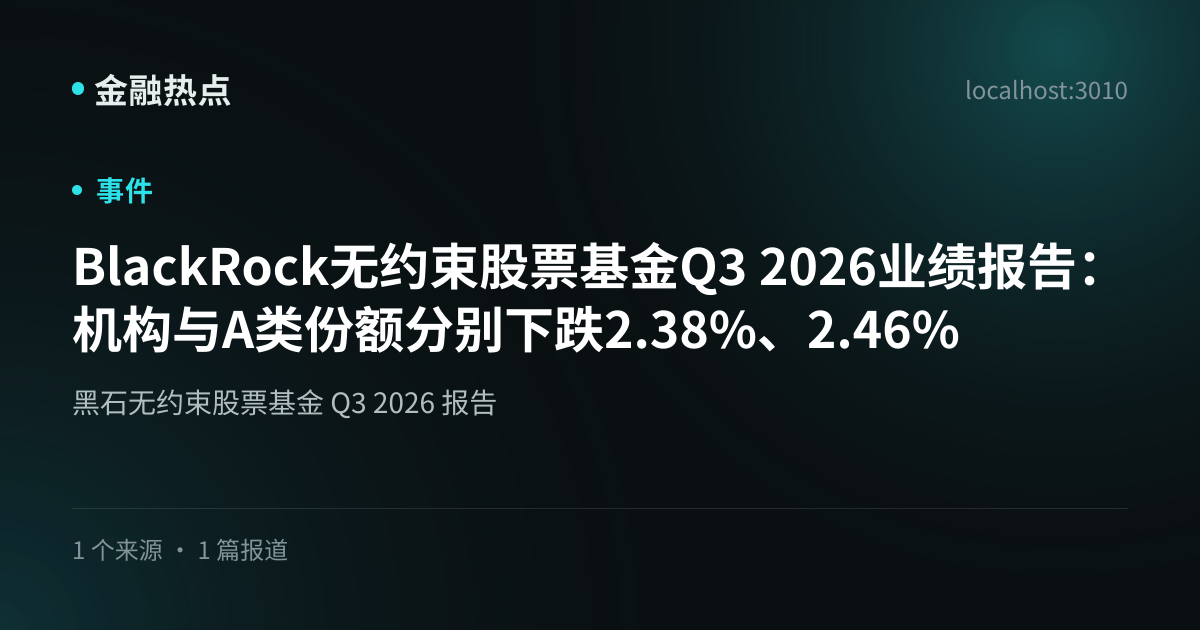 金融热点
localhost:3010
事件
BlackRock无约束股票基金Q3 2026业绩报告：
机构与A类份额分别下跌2.38%、2.46%
黑石无约束股票基金 Q3 2026 报告
1 个来源 · 1 篇报道